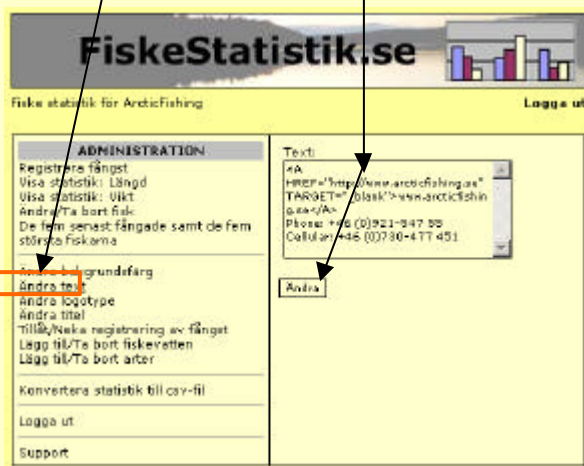 FiskeStatistik.se
Fiske statistik för ArcticFishing
Logga ut
ADMINISTRATION
Registrera fångst
Visa statistik: Längd
Visa statistik: Vikt
Ändra/Ta bort fisk
De fem senast fångade samt de fem
största fiskarna
Ändra bakgrundsfärg
Ändra text
Ändra logotype
Ändra titel
Tillåt/Neka registrering av fångst
Lägg till/Ta bort fiskevatten
Lägg till/Ta bort arter
Konvertera statistik till csv-fil
Logga ut
Support
Text:
<A
HREF="http://www.arcticfishing.se"
TARGET="_blank">www.arcticfishin
g.se</A>
Phone: +46 (0)921-547 55
Cellular: +46 (0)730-477 451
Ändra